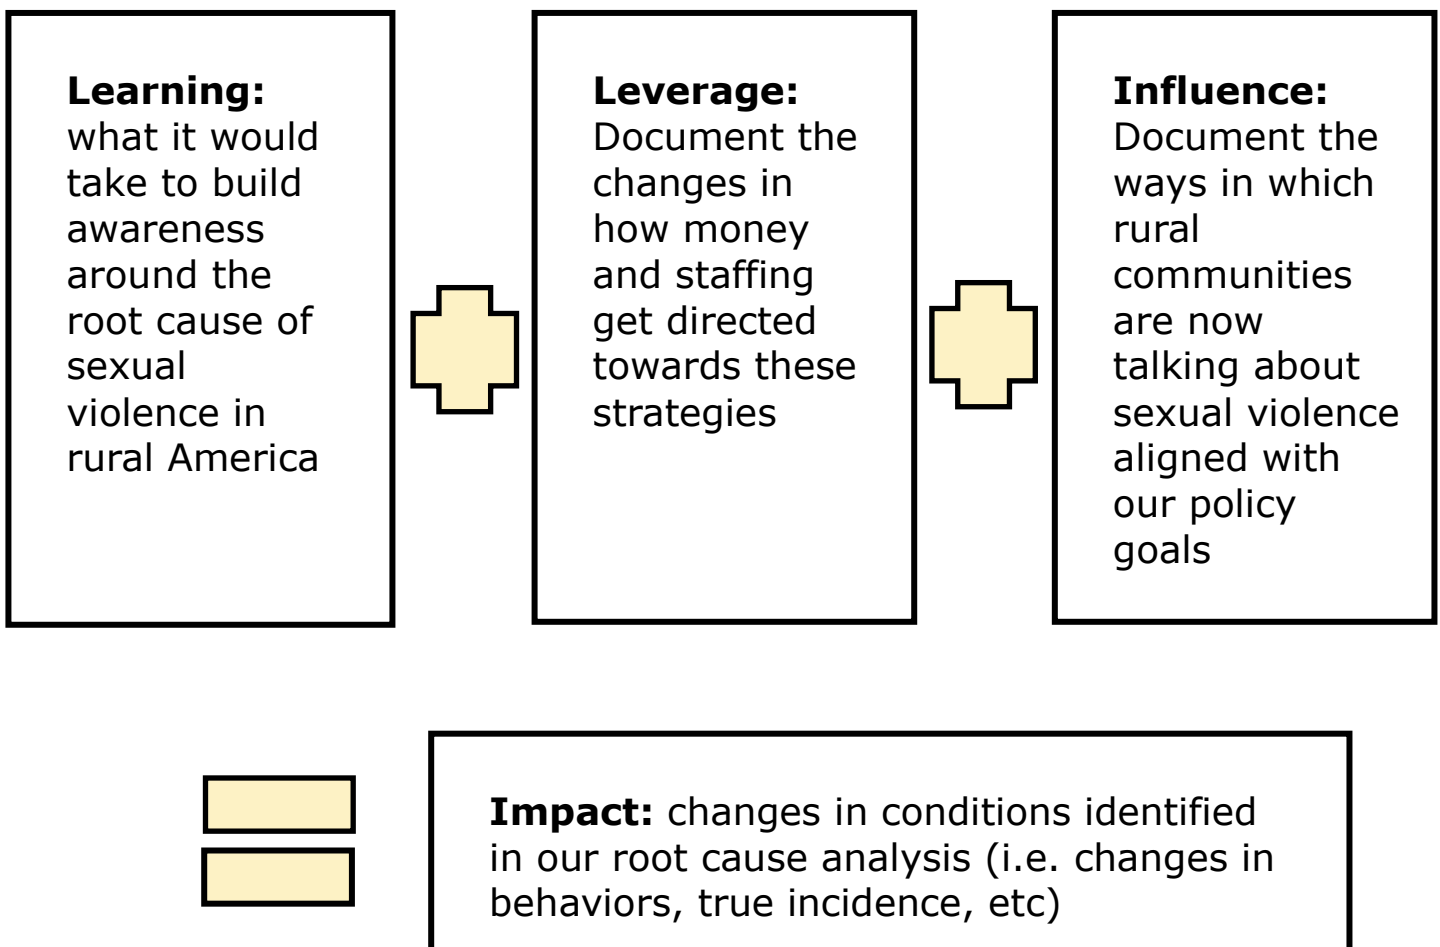 Learning:
what it would
take to build
awareness
around the
root cause of
sexual
violence in
rural America
Leverage:
Document the
changes in
how money
and staffing
get directed
towards these
strategies
Influence:
Document the
ways in which
rural
communities
are now
talking about
sexual violence
aligned with
our policy
goals
Impact: changes in conditions identified
in our root cause analysis (i.e. changes in
behaviors, true incidence, etc)